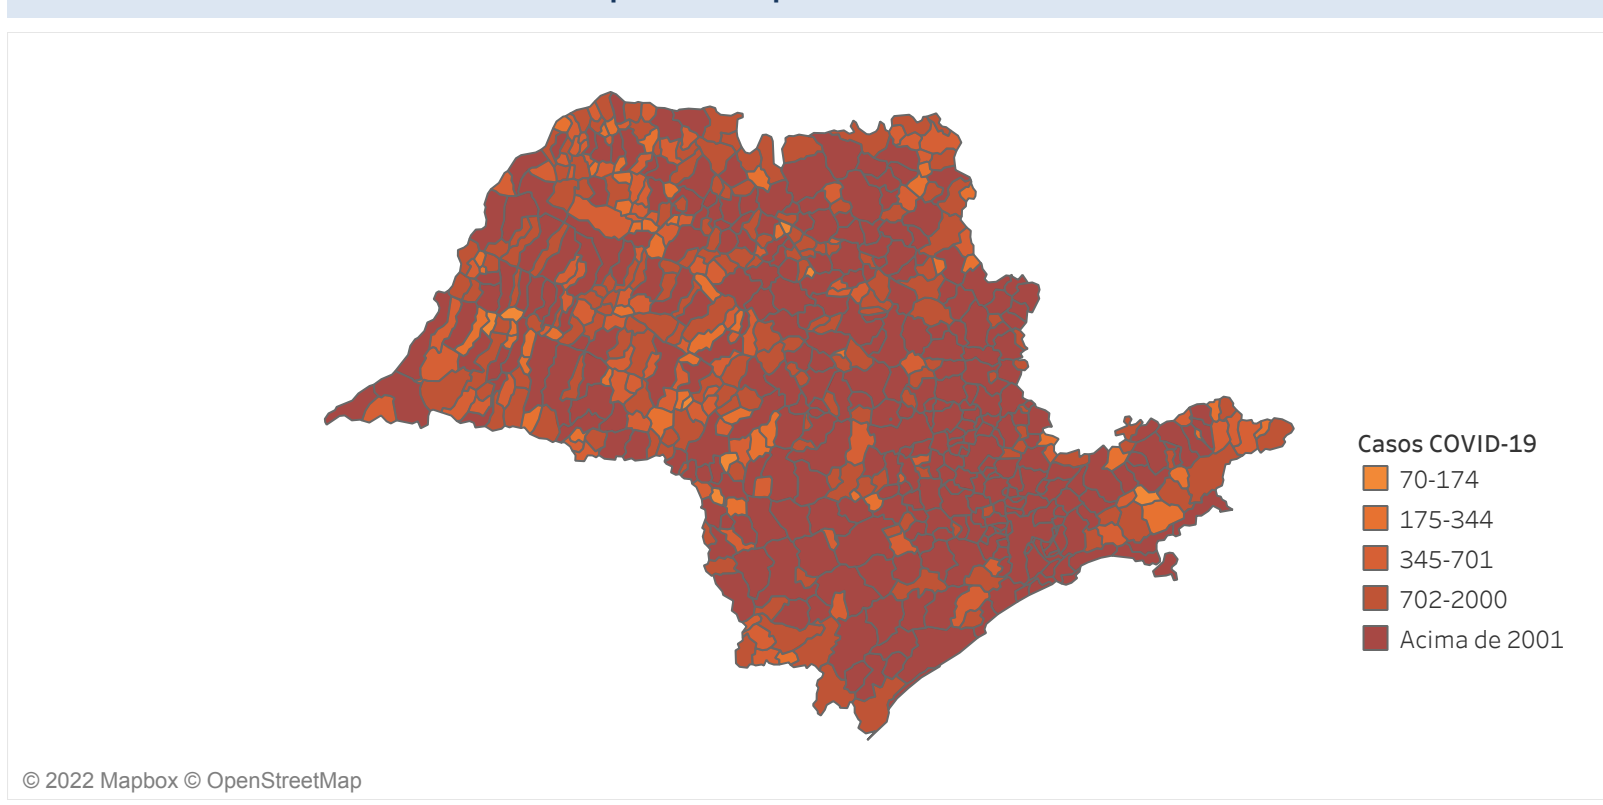 Casos COVID-19
70-174
175-344
345-701
702-2000
Acima de 2001
© 2022 Mapbox © OpenStreetMap